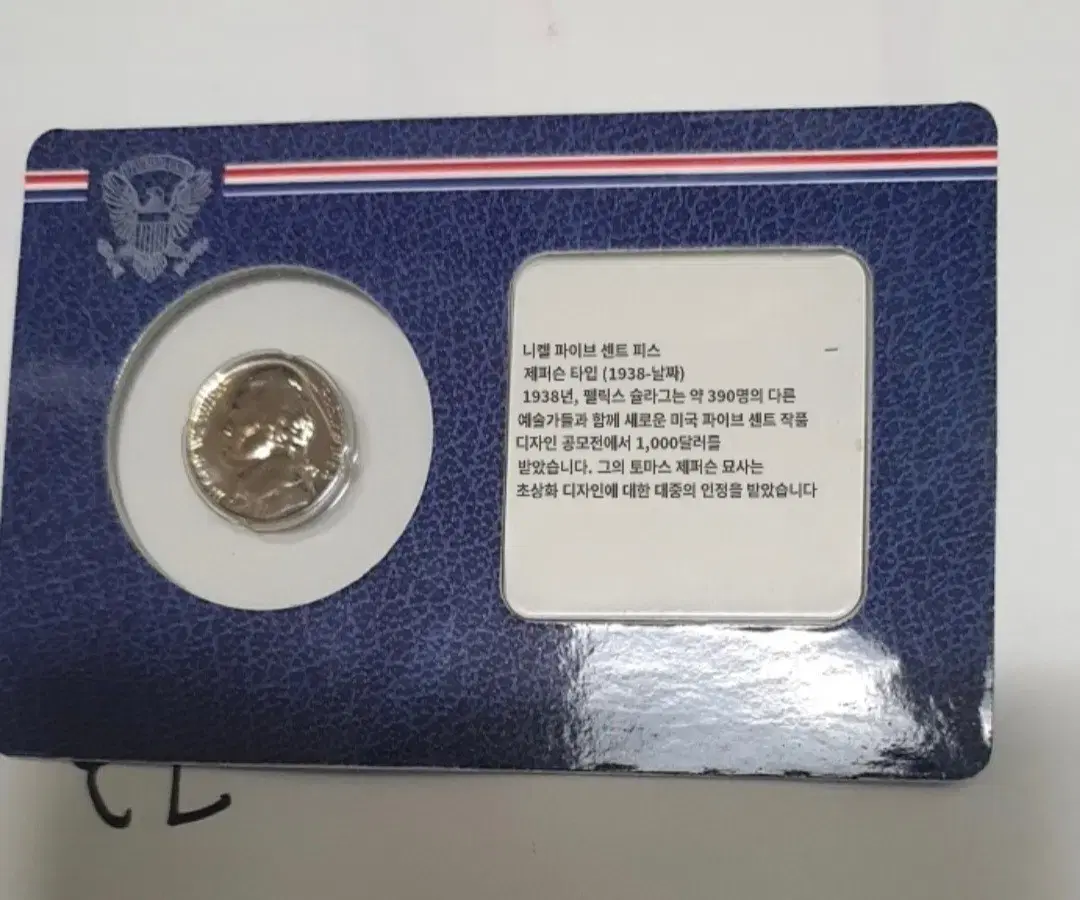 니켈 파이브 센트 피스
제퍼슨 타입 (1938-날짜)
1938년, 펠릭스 슐라그는 약 390명의 다른
예술가들과 함께 새로운 미국 파이브 센트 작품
디자인 공모전에서 1,000달러를
받았습니다. 그의 토마스 제퍼슨 묘사는
초상화 디자인에 대한 대중의 인정을 받았습니다